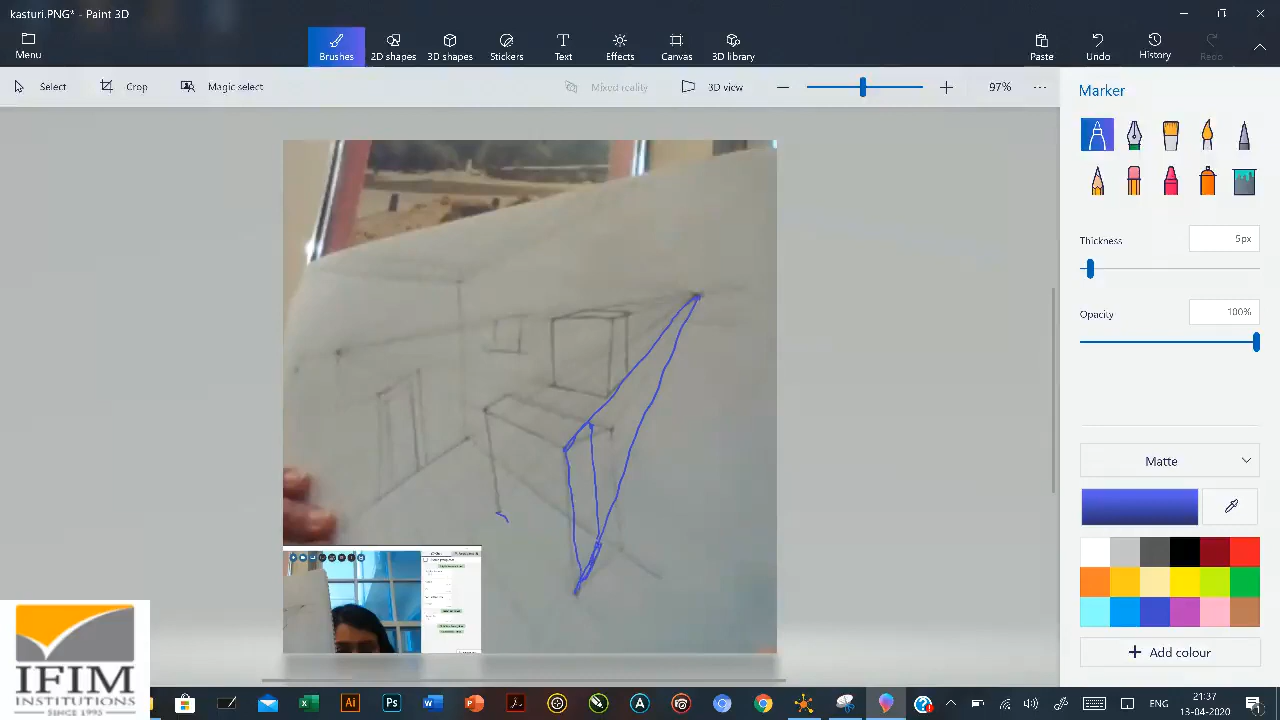 kasturi.PNG* - Paint 3D
Menu
Brushes
2D shapes
3D shapes
Stickers
Text
Effects
Canvas
3D library
Paste
Undo
History
Redo
Select
Crop
Magic select
Mixed reality
3D view
97%
Marker
Thickness
5px
Opacity
100%
Matte
Add colour
IFIM
INSTITUTIONS
SINCE 1995
ENG
21:37
13-04-2020